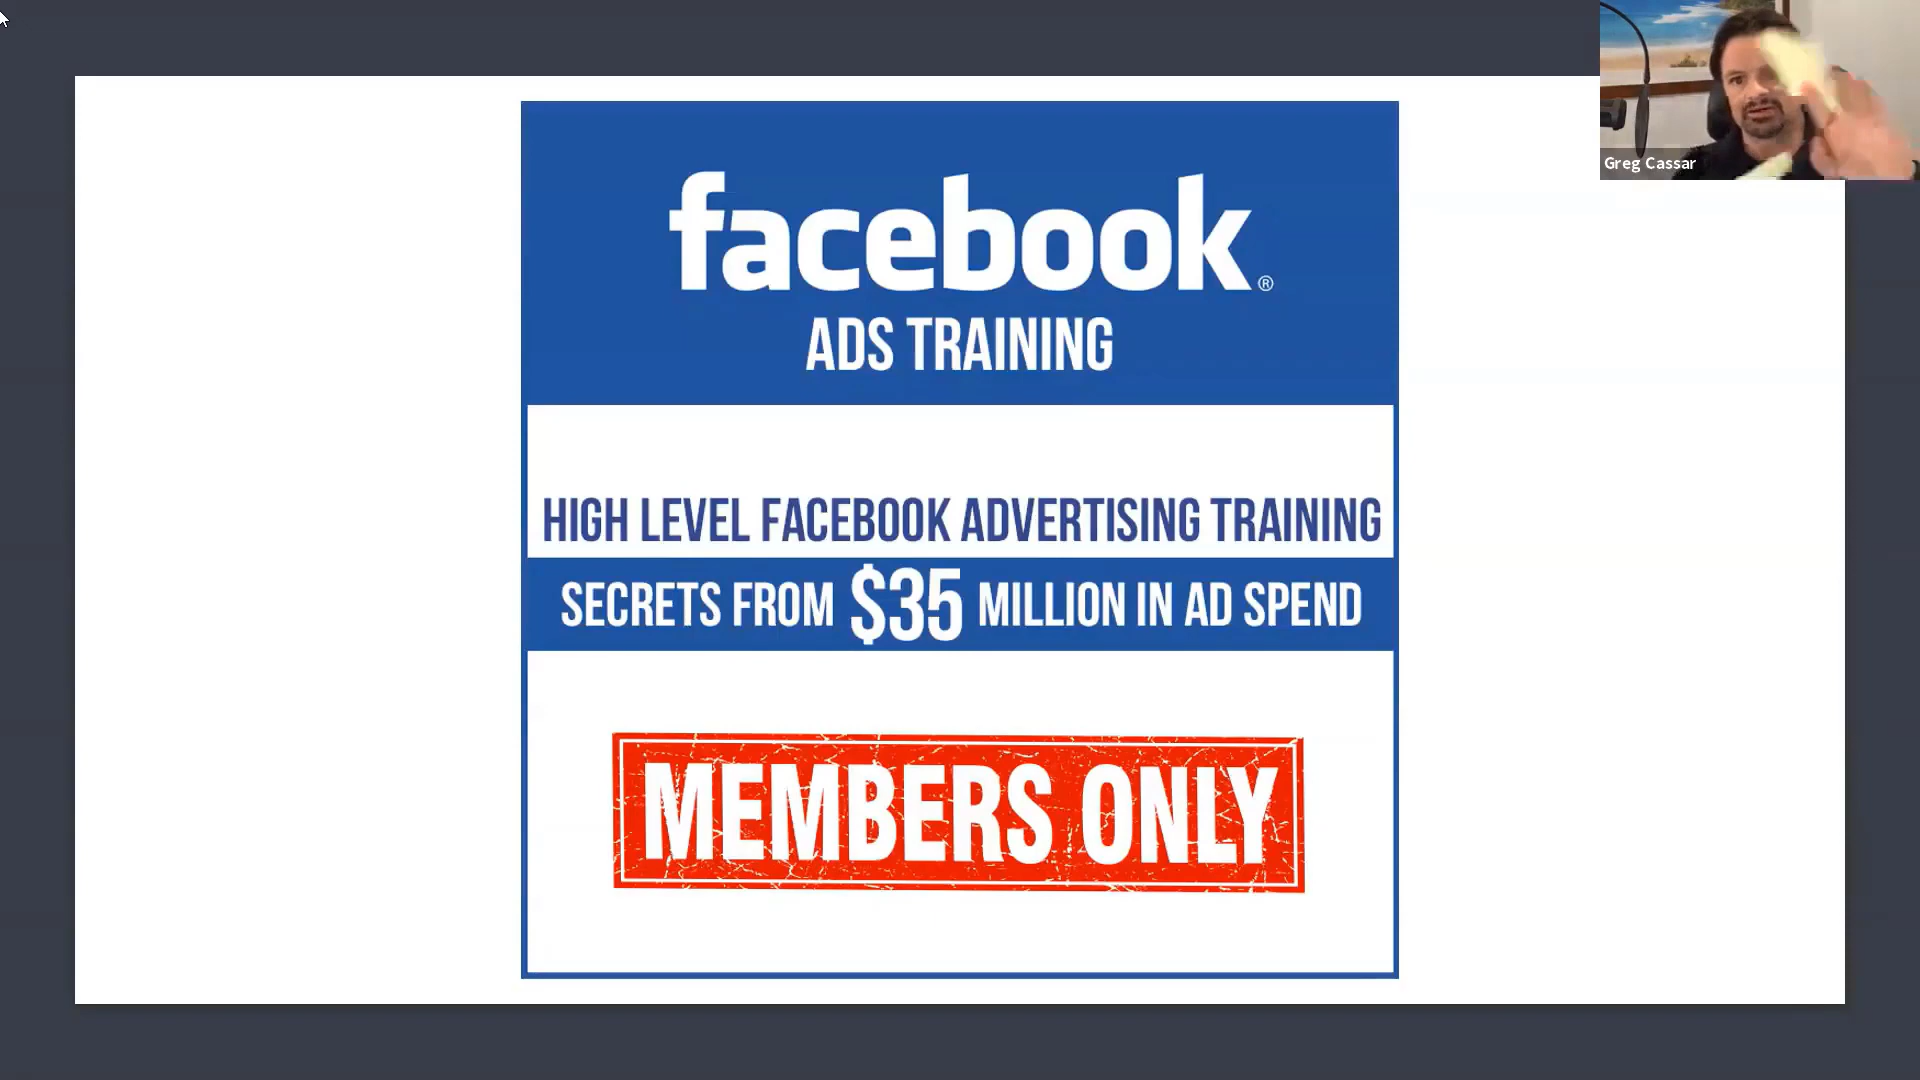 Greg Cassar
facebook®
ADS TRAINING
HIGH LEVEL FACEBOOK ADVERTISING TRAINING
SECRETS FROM $35 MILLION IN AD SPEND
MEMBERS ONLY